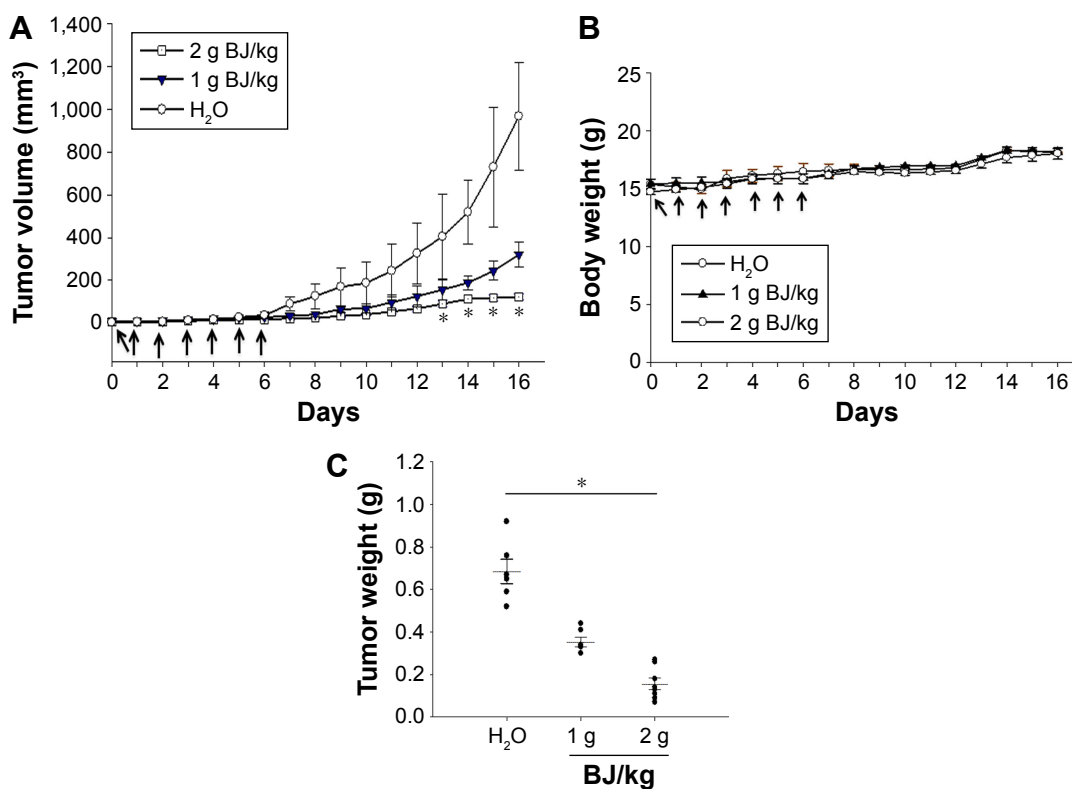 A
Tumor volume (mm³)
1,400
1,200
1,000
800
600
400
200
0
2 g BJ/kg
1 g BJ/kg
H₂O
* * * *
0 2 4 6 8 10 12 14 16
Days
B
Body weight (g)
25
20
15
10
5
0
H₂O
1 g BJ/kg
2 g BJ/kg
0 2 4 6 8 10 12 14 16
Days
C
Tumor weight (g)
1.2
1.0
0.8
0.6
0.4
0.2
0.0
*
H₂O 1 g 2 g
BJ/kg